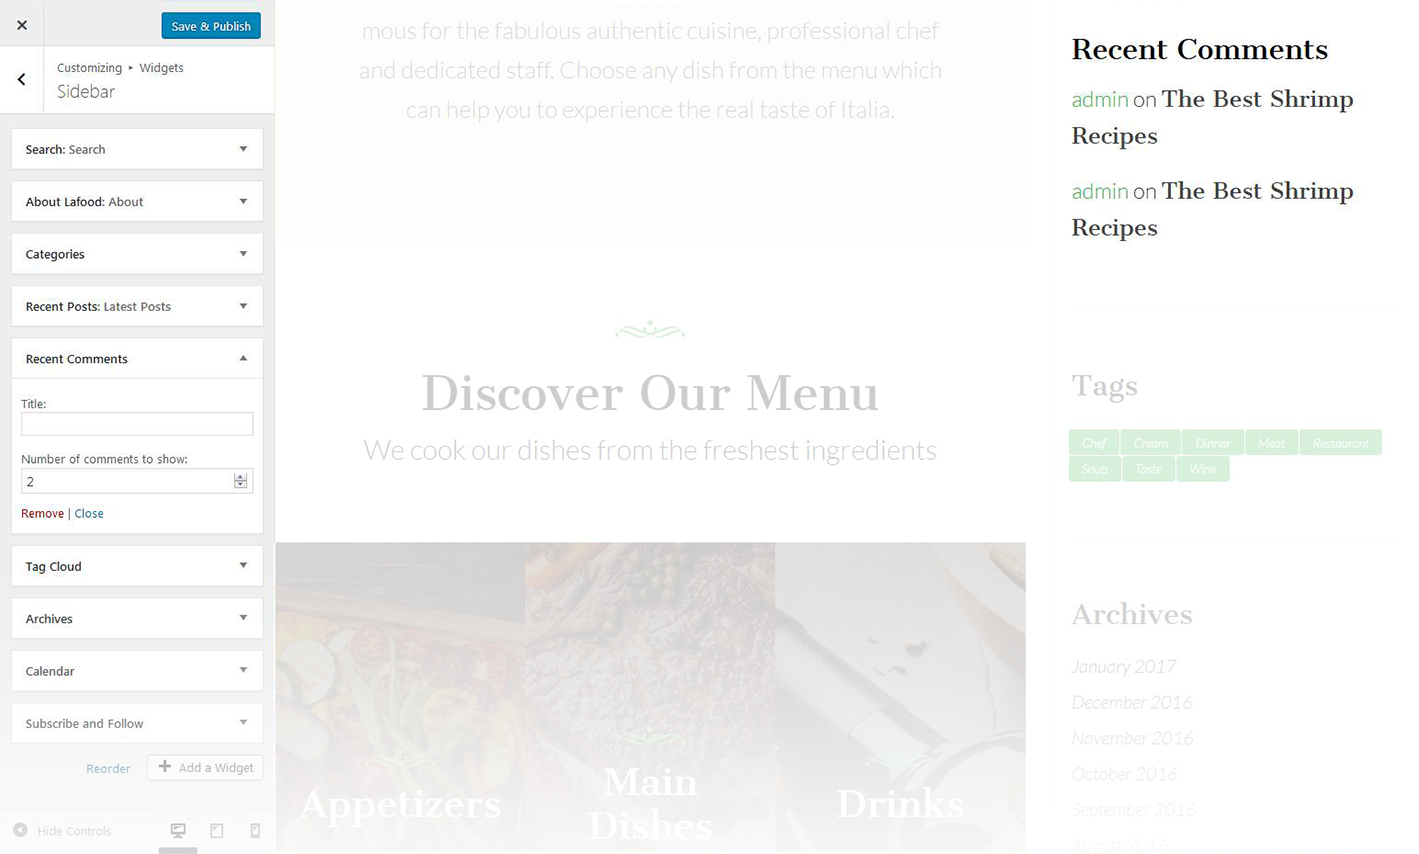 Save & Publish
Customizing ▸ Widgets
Sidebar
Search: Search
About Lafood: About
Categories
Recent Posts: Latest Posts
Recent Comments
Title:
Number of comments to show:
2
Remove | Close
Tag Cloud
Archives
Calendar
Subscribe and Follow
Reorder
Add a Widget
Hide Controls
mous for the fabulous authentic cuisine, professional chef
and dedicated staff. Choose any dish from the menu which
can help you to experience the real taste of Italia.
Discover Our Menu
We cook our dishes from the freshest ingredients
Appetizers
Main
Dishes
Drinks
Recent Comments
admin on The Best Shrimp
Recipes
admin on The Best Shrimp
Recipes
Tags
Chef Cream Dinner Meat Restaurant
Soup Taste Wine
Archives
January 2017
December 2016
November 2016
October 2016
September 2016
August 2016